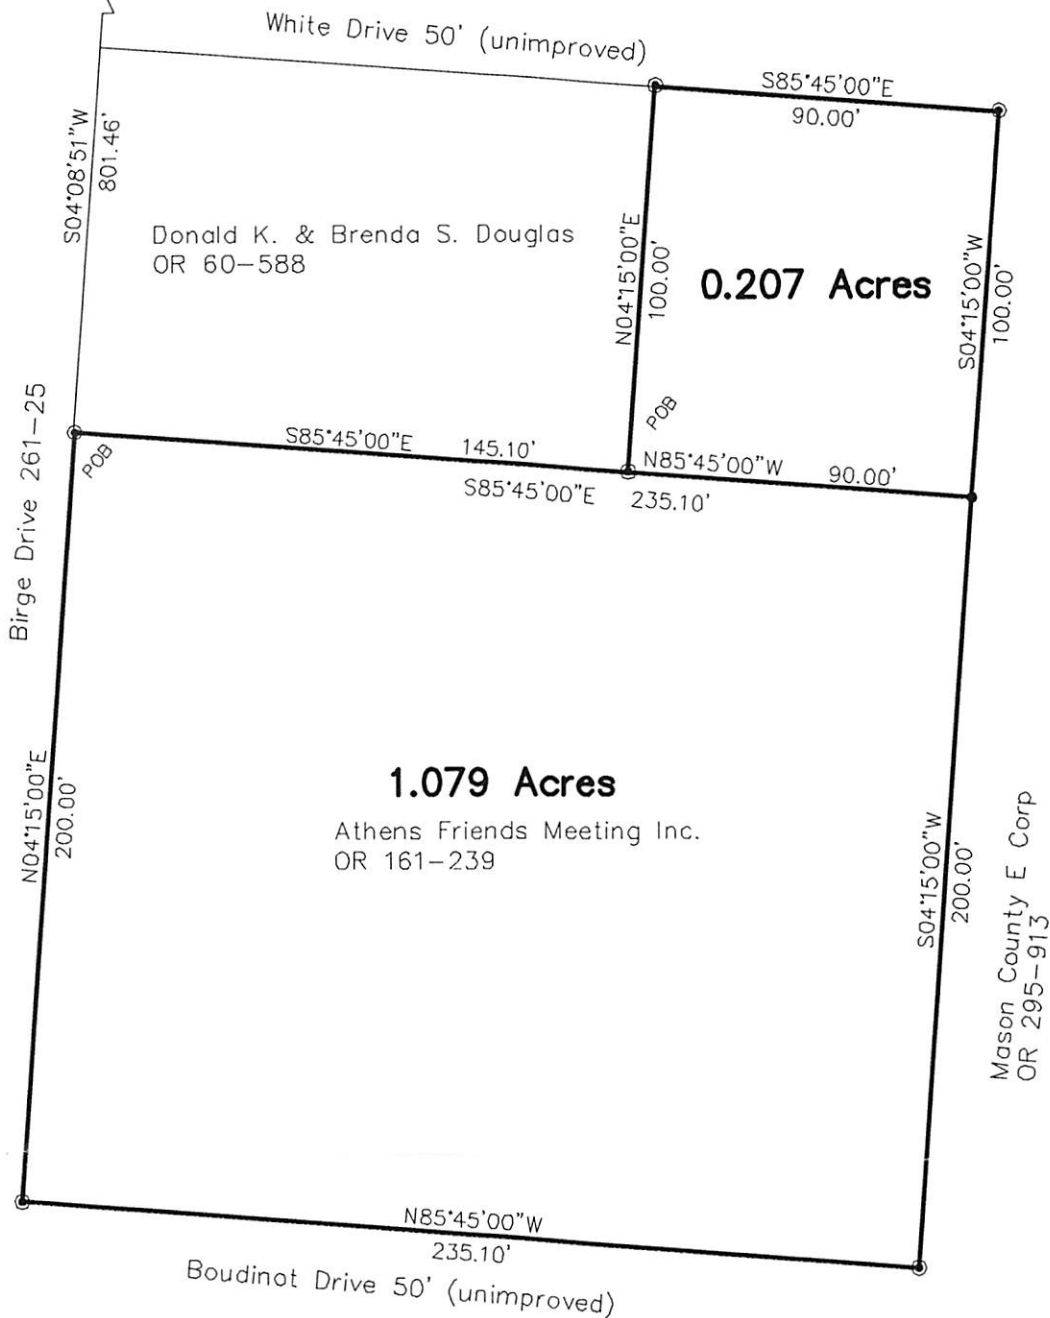 White Drive 50' (unimproved)
S85°45'00"E
90.00'
S04°08'51"W
801.46'
Donald K. & Brenda S. Douglas
OR 60-588
N04°15'00"E
100.00'
0.207 Acres
S04°15'00"W
100.00'
POB
Birge Drive 261-25
POB
S85°45'00"E 145.10'
N85°45'00"W 90.00'
S85°45'00"E 235.10'
N04°15'00"E
200.00'
1.079 Acres
Athens Friends Meeting Inc.
OR 161-239
S04°15'00"W
200.00'
Mason County E Corp
OR 295-913
N85°45'00"W
235.10'
Boudinot Drive 50' (unimproved)